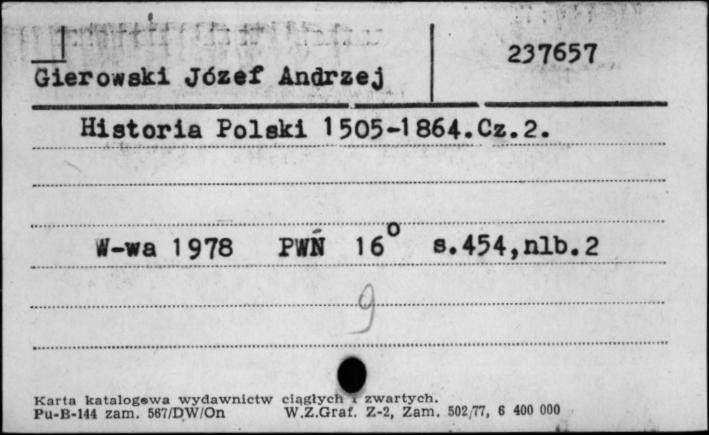 237657
Gierowski Józef Andrzej
Historia Polski 1505-1864.Cz.2.
W-wa 1978 PWN 16° s.454,nlb.2
9
Karta katalogowa wydawnictw ciągłych i zwartych.
Pu-B-144 zam. 567/DW/On W.Z.Graf. Z-2, Zam. 502/77, 6 400 000